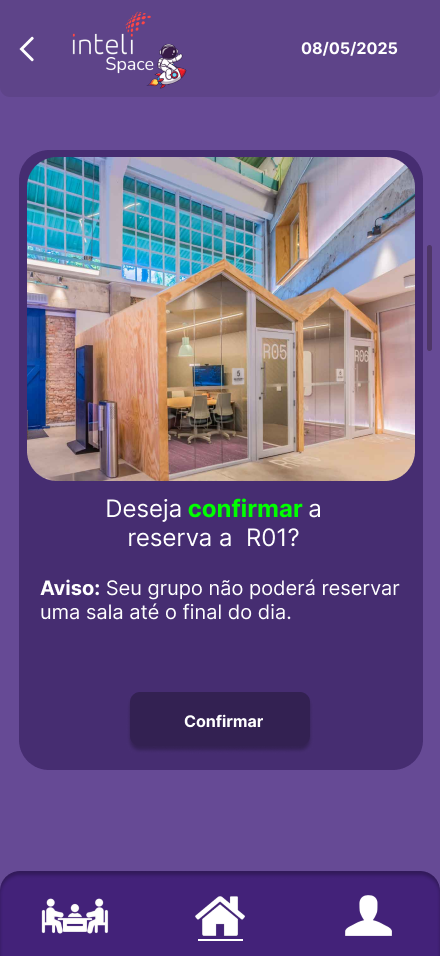 inteli
Space
08/05/2025
R05
Deseja confirmar a
reserva a R01?
Aviso: Seu grupo não poderá reservar
uma sala até o final do dia.
Confirmar